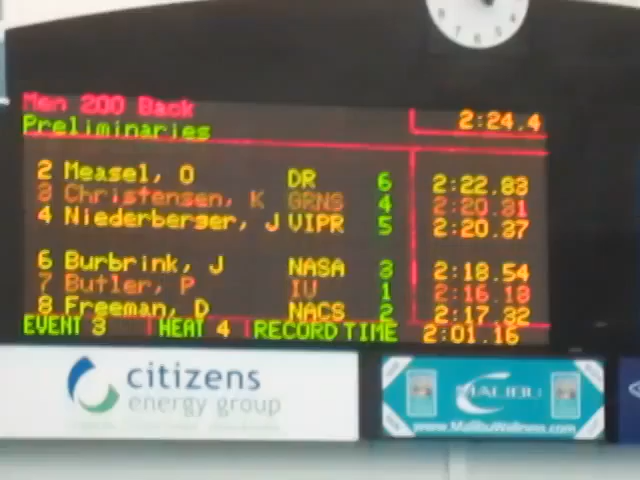 Men 200 Back 2:24.4
Preliminaries
2 Measel, O DR 6 2:22.83
3 Christensen, K GRNS 4 2:20.81
4 Niederberger, J VIPR 5 2:20.37
6 Burbrink, J NASA 3 2:18.54
7 Butler, P IU 1 2:16.18
8 Freeman, D NACS 2 2:17.32
EVENT 3 HEAT 4 RECORD TIME 2:01.16
citizens
energy group
MALIBU
www.MalibuWellness.com